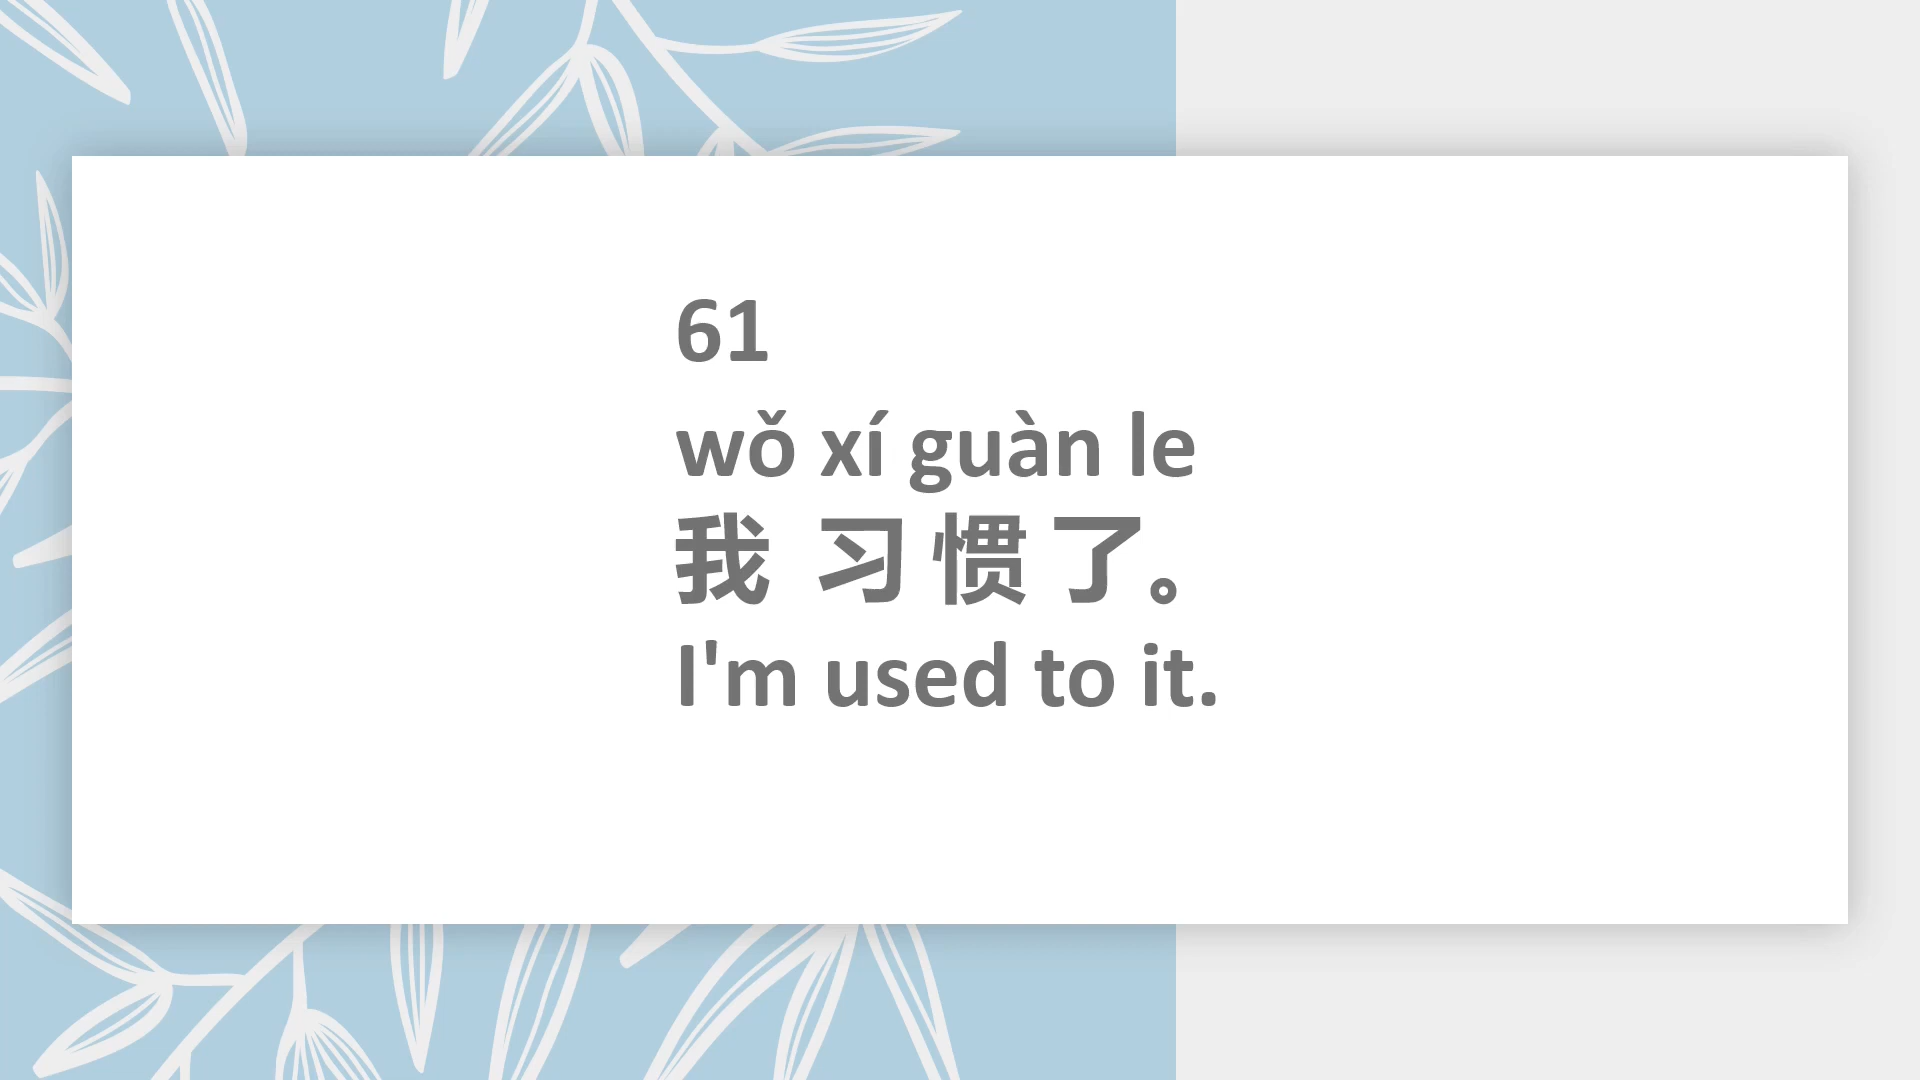 61
wǒ xí guàn le
我 习 惯 了。
I'm used to it.